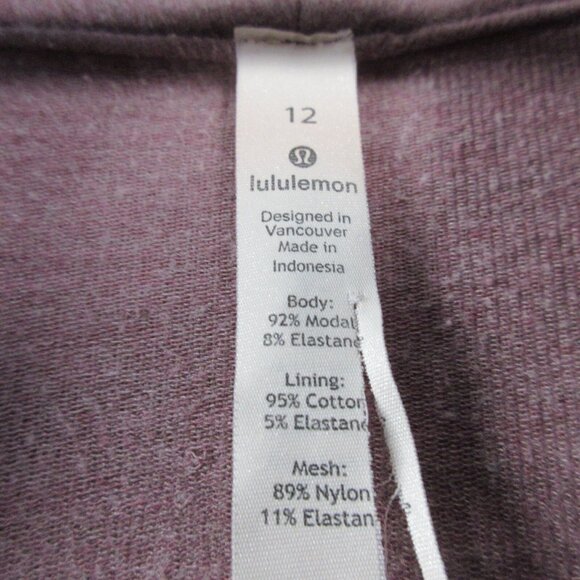 12
lululemon
Designed in
Vancouver
Made in
Indonesia
Body:
92% Modal
8% Elastane
Lining:
95% Cotton
5% Elastane
Mesh:
89% Nylon
11% Elastane